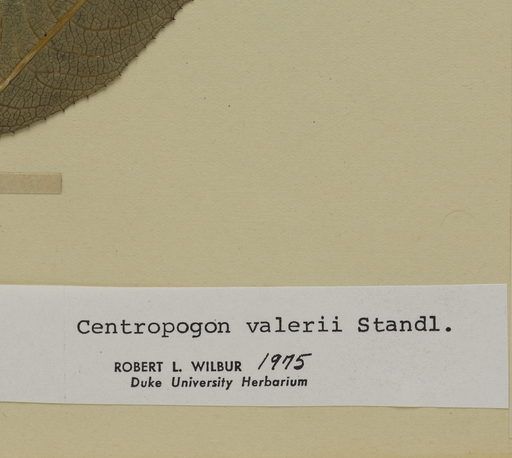 Centropogon valerii Standl.
ROBERT L. WILBUR 1975
Duke University Herbarium